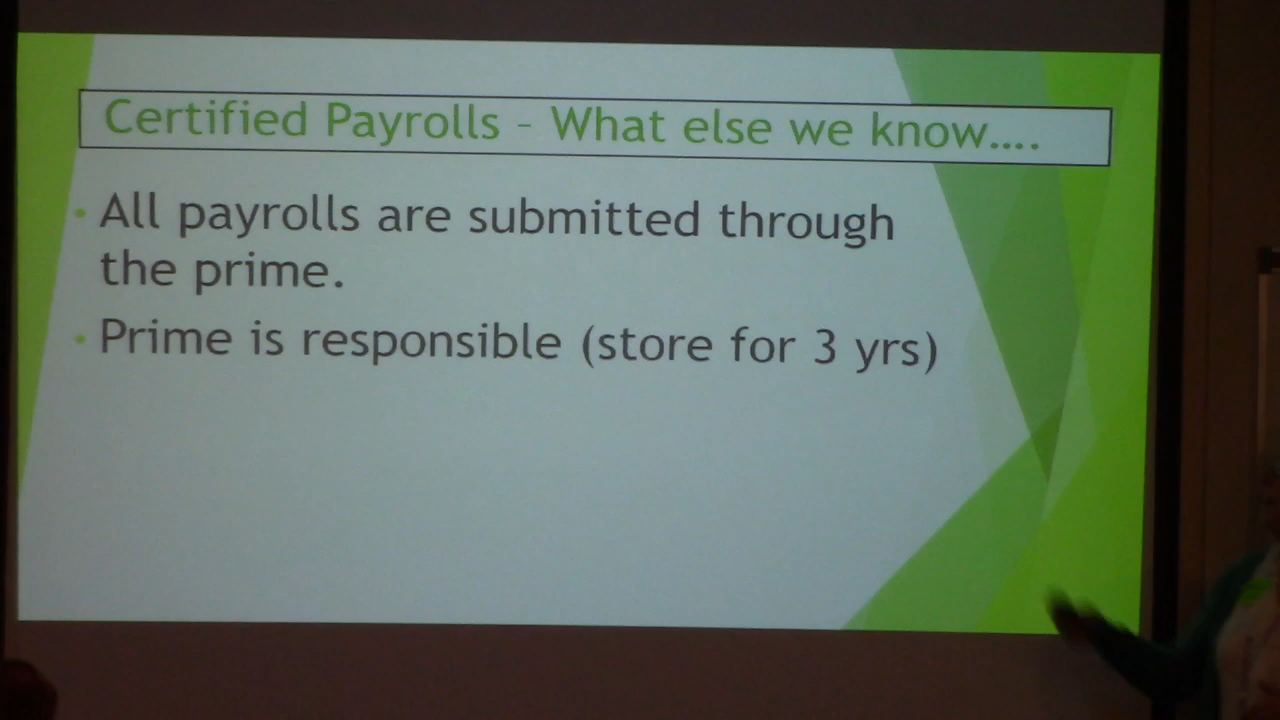 Certified Payrolls – What else we know....
• All payrolls are submitted through
the prime.
• Prime is responsible (store for 3 yrs)